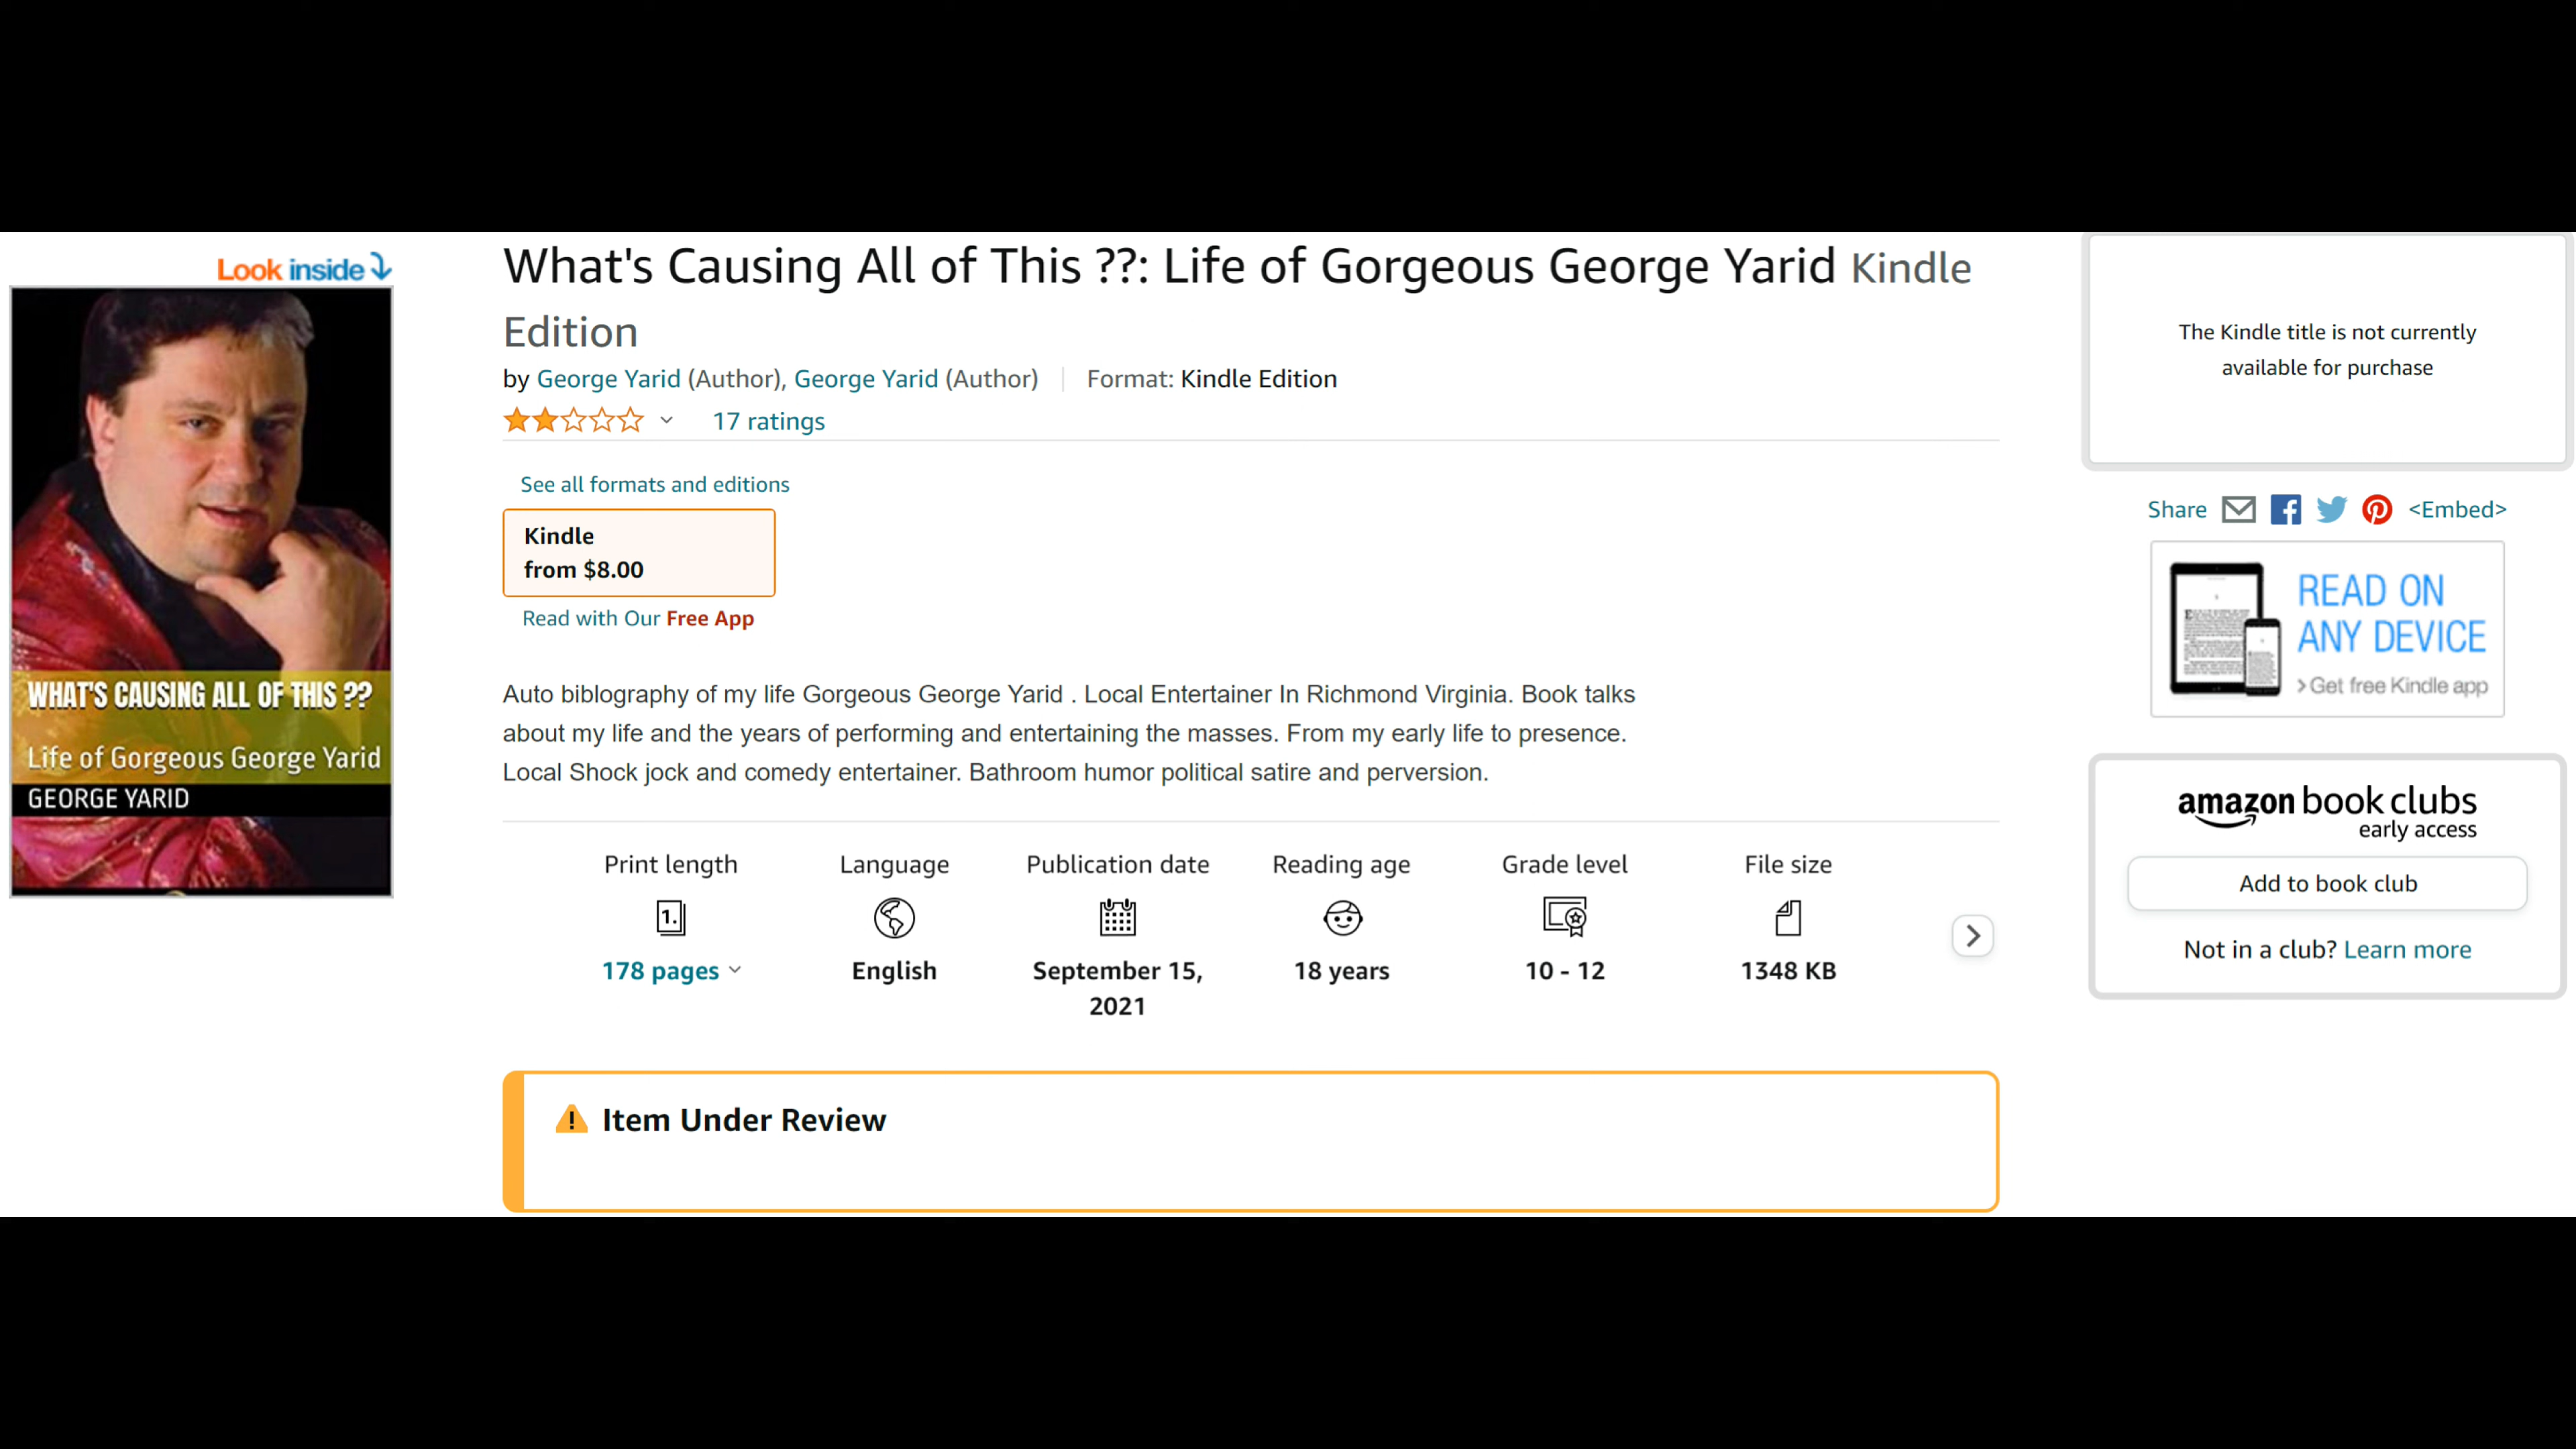 Look inside
WHAT'S CAUSING ALL OF THIS ??
Life of Gorgeous George Yarid
GEORGE YARID
What's Causing All of This ??: Life of Gorgeous George Yarid Kindle
Edition
by George Yarid (Author), George Yarid (Author) Format: Kindle Edition
17 ratings
See all formats and editions
Kindle
from $8.00
Read with Our Free App
Auto biblography of my life Gorgeous George Yarid . Local Entertainer In Richmond Virginia. Book talks
about my life and the years of performing and entertaining the masses. From my early life to presence.
Local Shock jock and comedy entertainer. Bathroom humor political satire and perversion.
Print length
1.
178 pages
Language
English
Publication date
September 15,
2021
Reading age
18 years
Grade level
10 - 12
File size
1348 KB
Item Under Review
The Kindle title is not currently
available for purchase
Share <Embed>
READ ON
ANY DEVICE
>Get free Kindle app
amazon book clubs
early access
Add to book club
Not in a club? Learn more